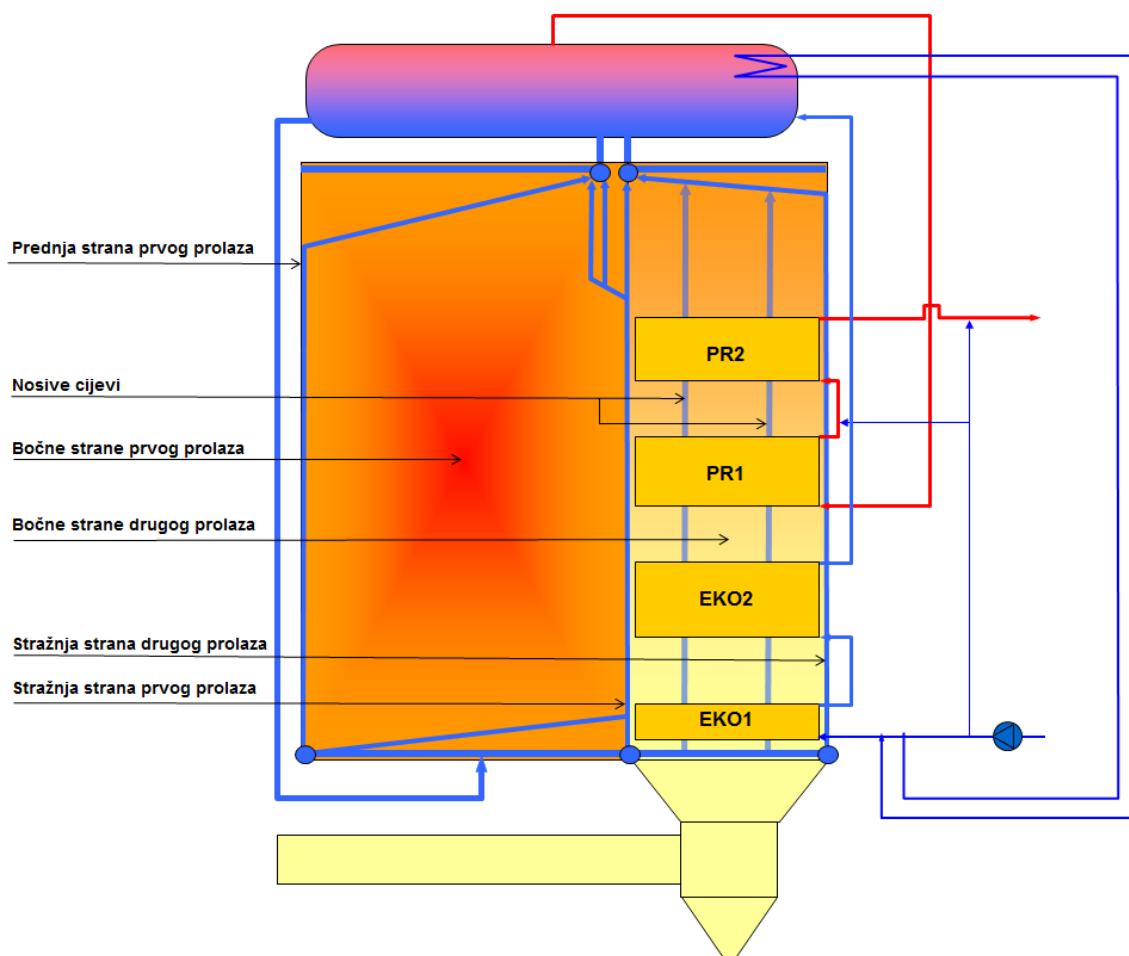 Prednja strana prvog prolaza
PR2
Nosive cijevi
Bočne strane prvog prolaza
PR1
Bočne strane drugog prolaza
EKO2
Stražnja strana drugog prolaza
Stražnja strana prvog prolaza
EKO1